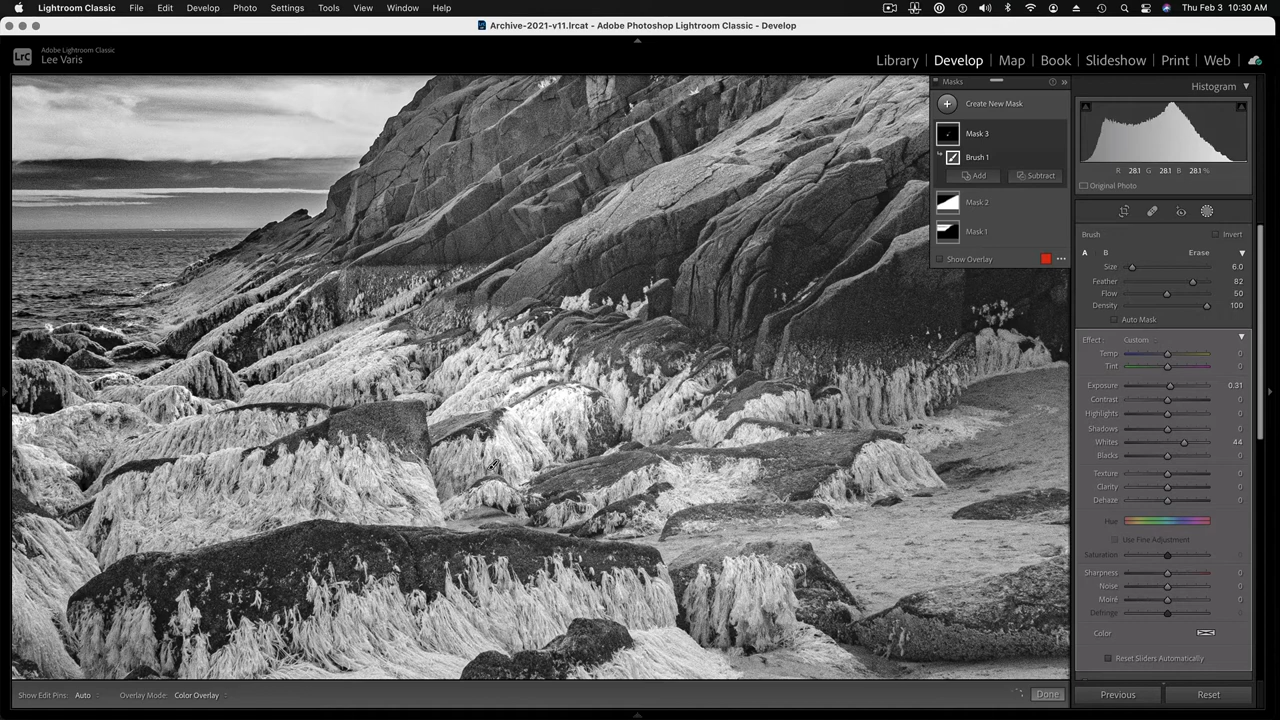 Lightroom Classic File Edit Develop Photo Settings Tools View Window Help Thu Feb 3 10:30 AM
Archive-2021-v11.lrcat - Adobe Photoshop Lightroom Classic - Develop
LrC Adobe Lightroom Classic
Lee Varis
Library Develop Map Book Slideshow Print Web
Masks
Create New Mask
Mask 3
Brush 1
Add Subtract
Mask 2
Mask 1
Show Overlay
Histogram
R 28.1 G 28.1 B 28.1 %
Original Photo
Brush Invert
A B Erase
Size 6.0
Feather 82
Flow 50
Density 100
Auto Mask
Effect : Custom
Temp 0
Tint 0
Exposure 0.31
Contrast 0
Highlights 0
Shadows 0
Whites 44
Blacks 0
Texture 0
Clarity 0
Dehaze 0
Hue
Use Fine Adjustment
Saturation
Sharpness 0
Noise 0
Moiré 0
Defringe
Color
Reset Sliders Automatically
Show Edit Pins: Auto Overlay Mode: Color Overlay Done
Previous Reset